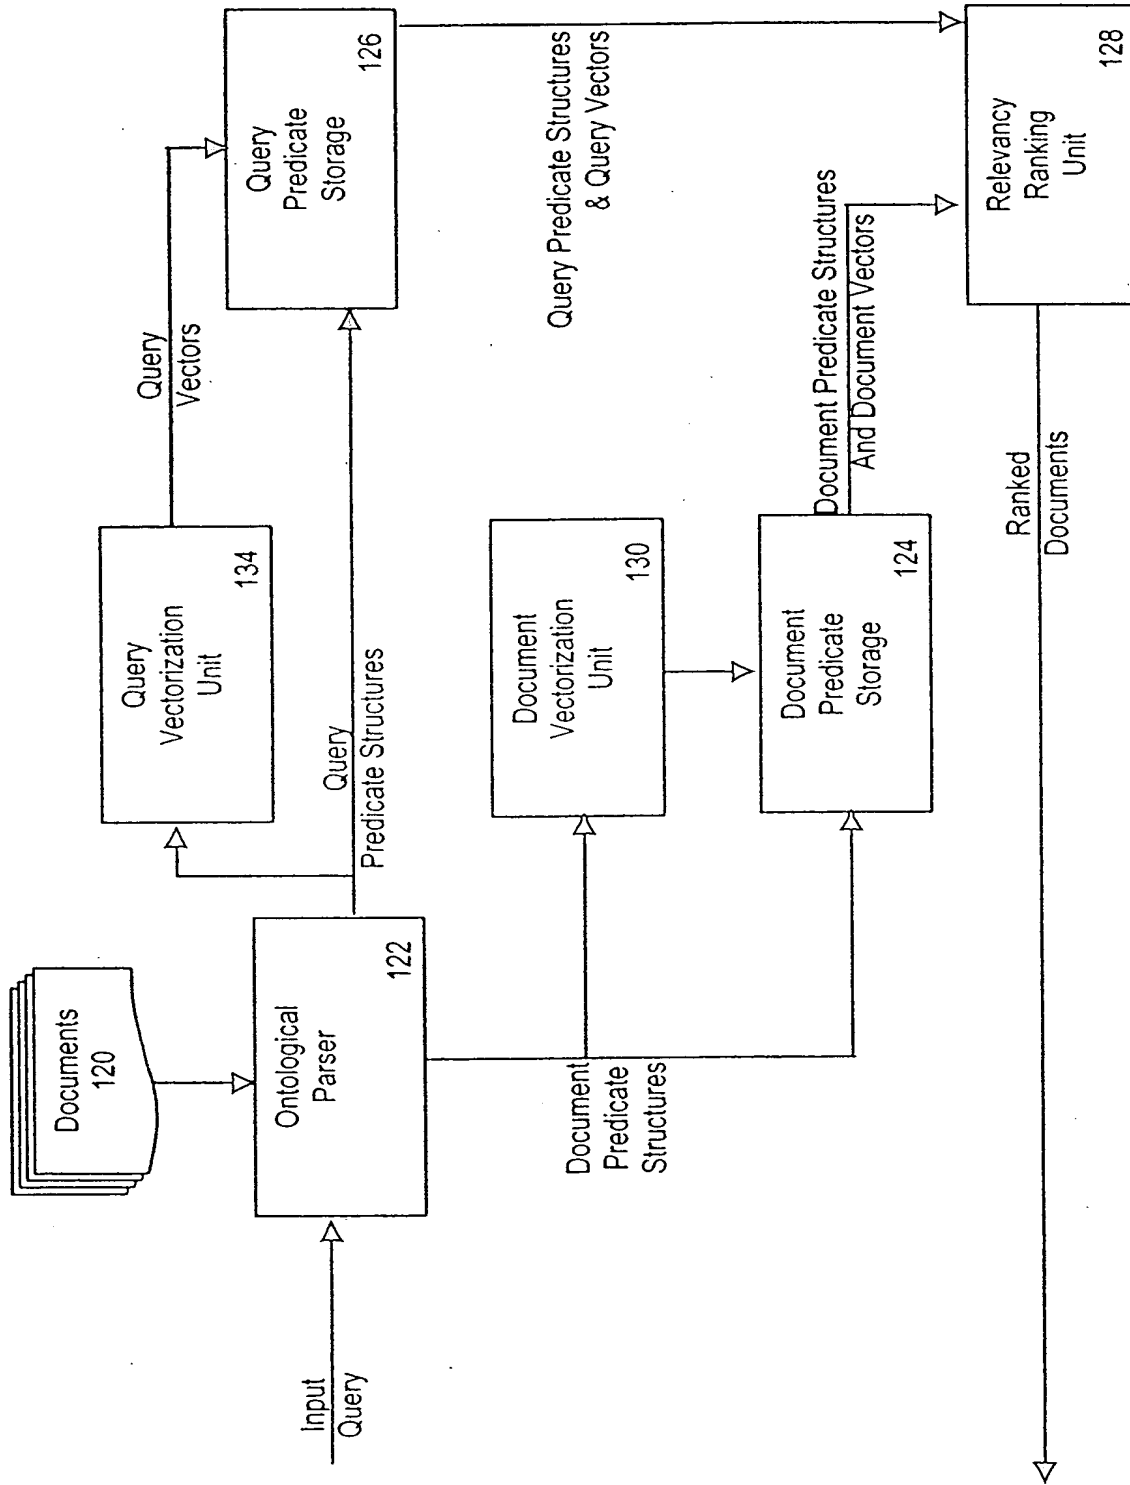 Documents
120
Input
Query
Ontological
Parser
122
Query
Vectorization
Unit
134
Query
Vectors
Query
Predicate
Storage
126
Query
Predicate Structures
Document
Predicate
Structures
Document
Vectorization
Unit
130
Query Predicate Structures
& Query Vectors
Document
Predicate
Storage
124
Document Predicate Structures
And Document Vectors
Relevancy
Ranking
Unit
128
Ranked
Documents